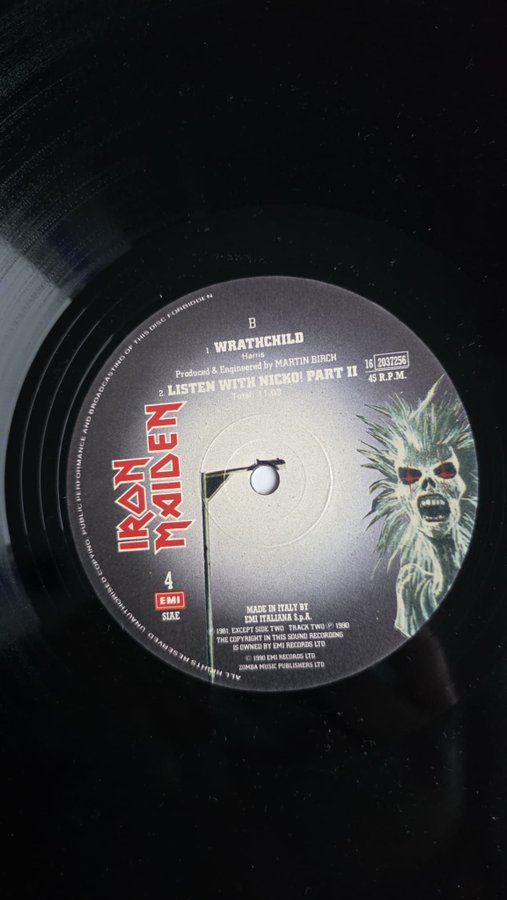 B
1. WRATHCHILD
Harris
Produced & Engineered by MARTIN BIRCH
2. LISTEN WITH NICKO! PART II
Total: 11.03
16 2037256
45 R.P.M.
IRON
MAIDEN
4
EMI
SIAE
MADE IN ITALY BY
EMI ITALIANA S.p.A.
1981, EXCEPT SIDE TWO TRACK TWO ℗ 1990
THE COPYRIGHT IN THIS SOUND RECORDING
IS OWNED BY EMI RECORDS LTD
© 1990 EMI RECORDS LTD
ZOMBA MUSIC PUBLISHERS LTD
ALL RIGHTS RESERVED UNAUTHORISED COPYING, PUBLIC PERFORMANCE AND BROADCASTING OF THIS DISC FORBIDDEN